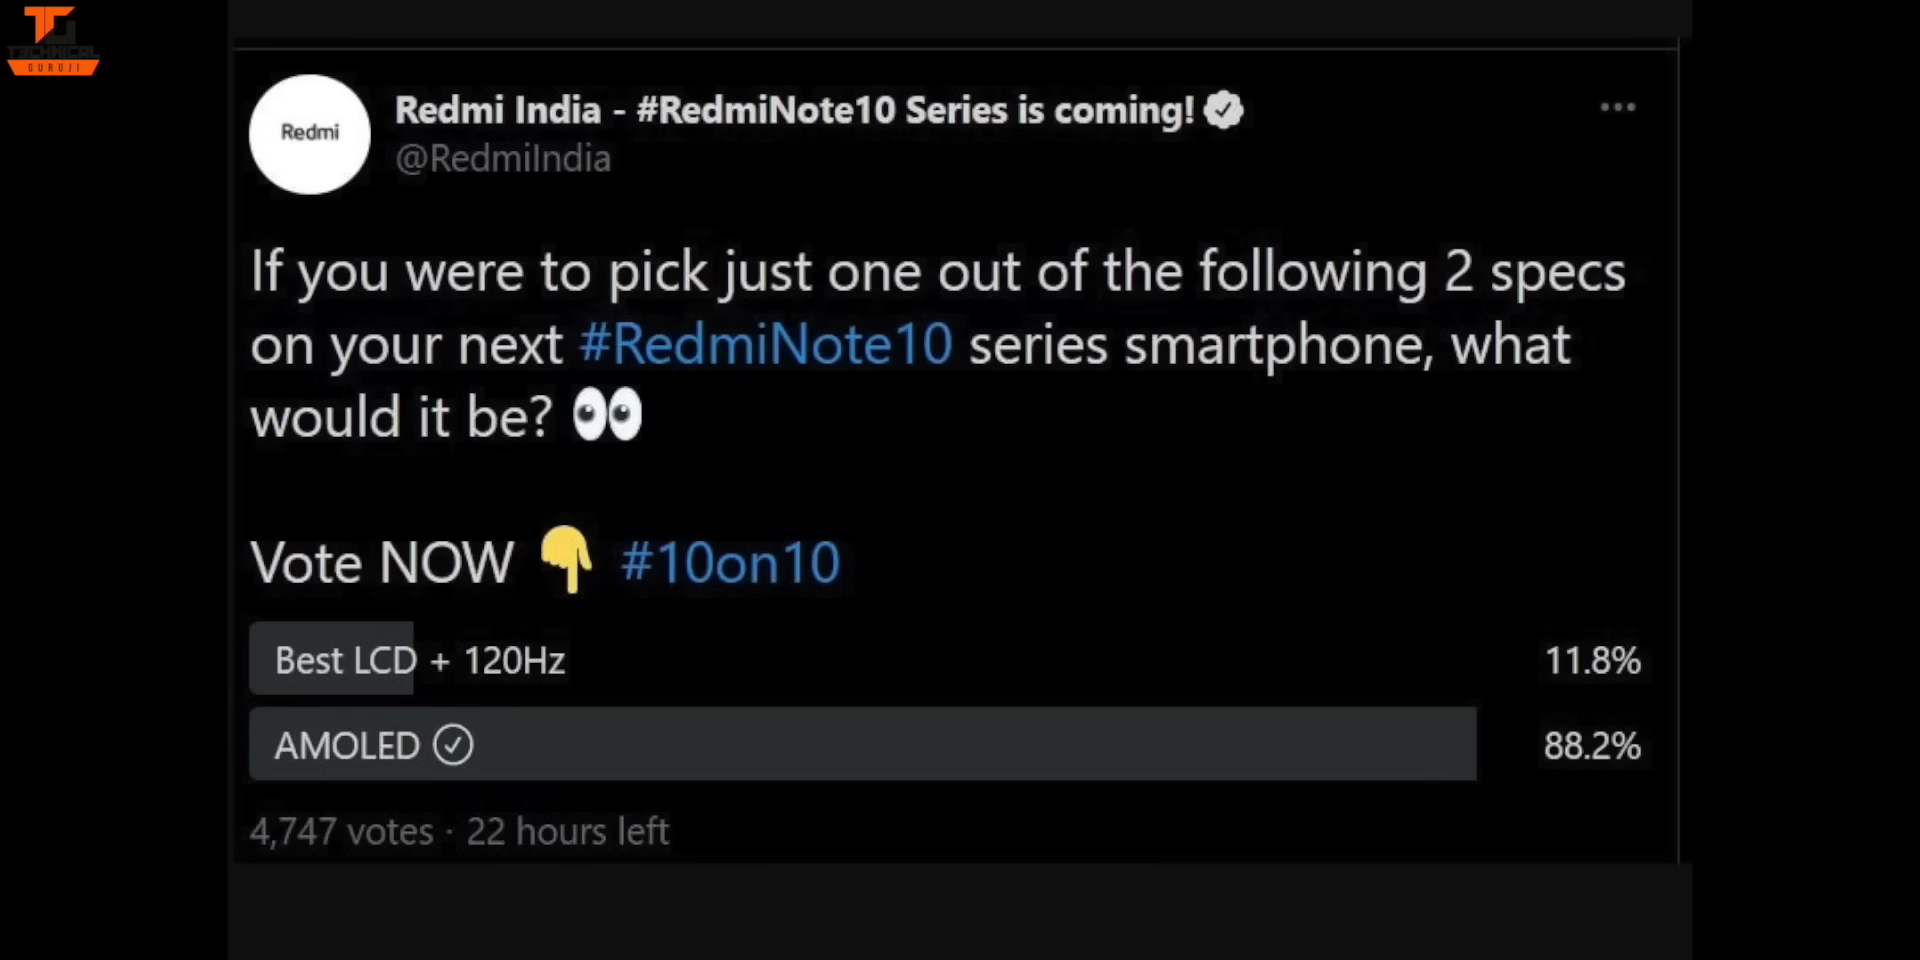 TECHNICAL
GURUJI
Redmi
Redmi India - #RedmiNote10 Series is coming!
@RedmiIndia
If you were to pick just one out of the following 2 specs
on your next #RedmiNote10 series smartphone, what
would it be? 👀
Vote NOW 👇 #10on10
Best LCD + 120Hz 11.8%
AMOLED 88.2%
4,747 votes · 22 hours left